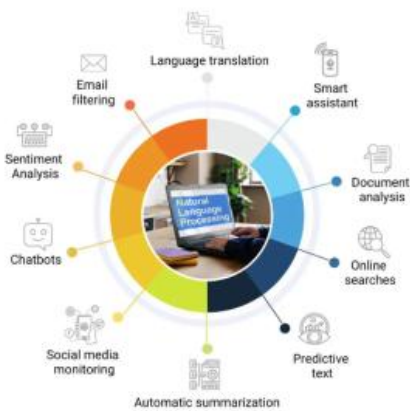 Language translation
Smart
assistant
Document
analysis
Online
searches
Predictive
text
Automatic summarization
Social media
monitoring
Chatbots
Sentiment
Analysis
Email
filtering
Natural
Language
Processing